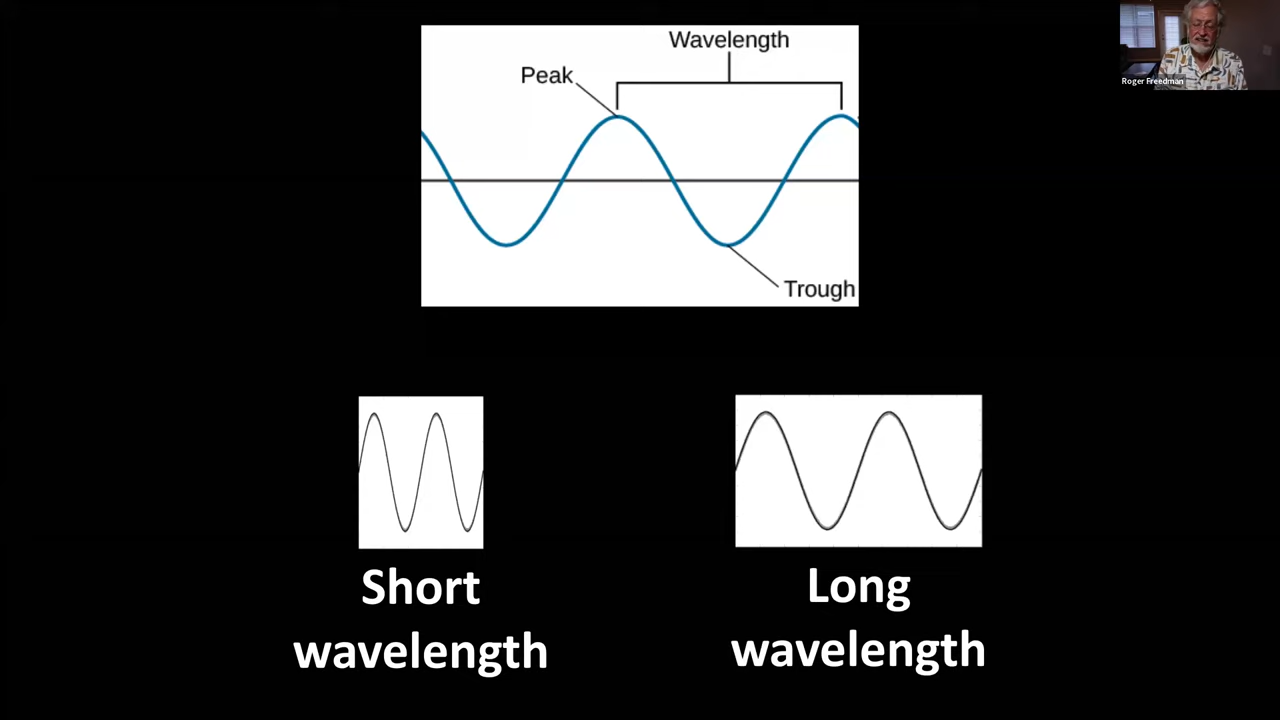 Wavelength
Peak
Trough
Roger Freedman
Short
wavelength
Long
wavelength